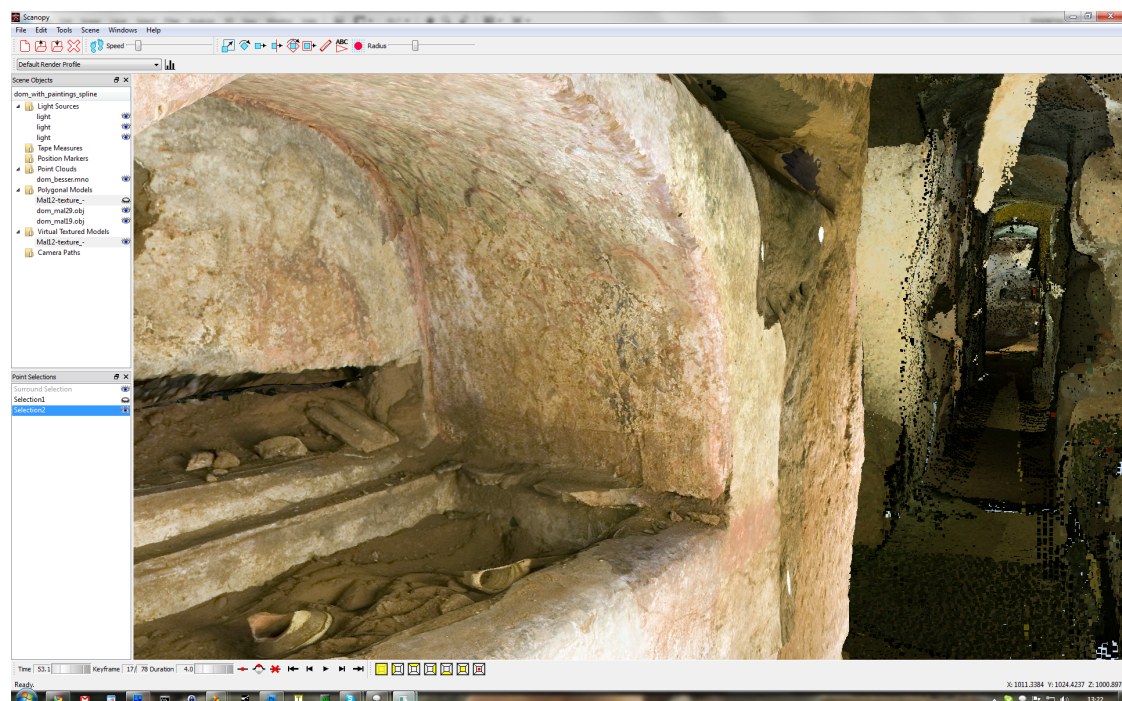 Scanopy
File Edit Tools Scene Windows Help
Speed
ABC
Radius
Default Render Profile
Scene Objects
dom_with_paintings_spline
Light Sources
light
light
light
Tape Measures
Position Markers
Point Clouds
dom_besser.mno
Polygonal Models
Mal12-texture_-
dom_mal29.obj
dom_mal19.obj
Virtual Textured Models
Mal12-texture_-
Camera Paths
Point Selections
Surround Selection
Selection1
Selection2
Time 53.1 Keyframe 17/ 78 Duration 4.0
Ready. X: 1011.3384 Y: 1024.4237 Z: 1000.897
13:22